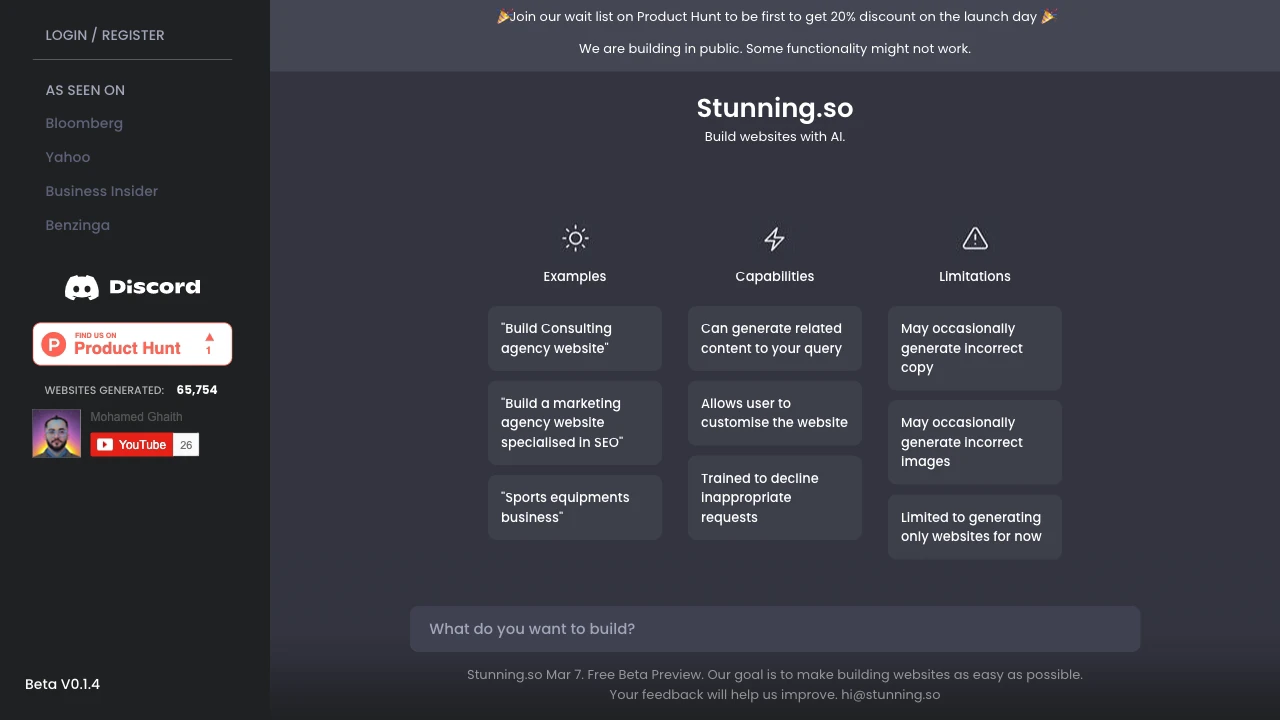 LOGIN / REGISTER
AS SEEN ON
Bloomberg
Yahoo
Business Insider
Benzinga
Discord
FIND US ON
Product Hunt
1
WEBSITES GENERATED: 65,754
Mohamed Ghaith
YouTube 26
Beta V0.1.4
🎉Join our wait list on Product Hunt to be first to get 20% discount on the launch day 🎉
We are building in public. Some functionality might not work.
Stunning.so
Build websites with AI.
Examples
"Build Consulting
agency website"
"Build a marketing
agency website
specialised in SEO"
"Sports equipments
business"
Capabilities
Can generate related
content to your query
Allows user to
customise the website
Trained to decline
inappropriate
requests
Limitations
May occasionally
generate incorrect
copy
May occasionally
generate incorrect
images
Limited to generating
only websites for now
What do you want to build?
Stunning.so Mar 7. Free Beta Preview. Our goal is to make building websites as easy as possible.
Your feedback will help us improve. hi@stunning.so